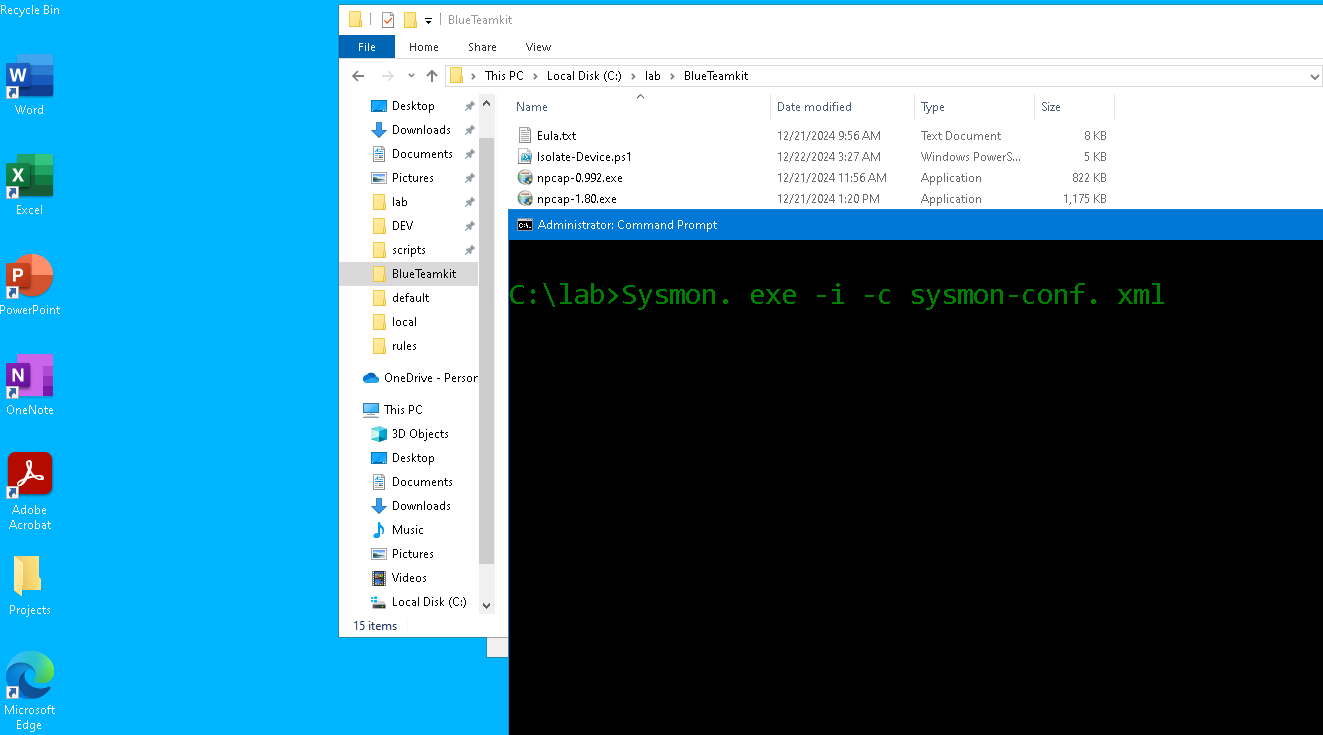 Recycle Bin
Word
Excel
PowerPoint
OneNote
Adobe
Acrobat
Projects
Microsoft
Edge
BlueTeamkit
File Home Share View
This PC > Local Disk (C:) > lab > BlueTeamkit
Desktop
Downloads
Documents
Pictures
lab
DEV
scripts
BlueTeamkit
default
local
rules
OneDrive - Person
This PC
3D Objects
Desktop
Documents
Downloads
Music
Pictures
Videos
Local Disk (C:)
15 items
Name Date modified Type Size
Eula.txt 12/21/2024 9:56 AM Text Document 8 KB
Isolate-Device.ps1 12/22/2024 3:27 AM Windows PowerS... 5 KB
npcap-0.992.exe 12/21/2024 11:56 AM Application 822 KB
npcap-1.80.exe 12/21/2024 1:20 PM Application 1,175 KB
Administrator: Command Prompt
C:\lab>Sysmon. exe -i -c sysmon-conf. xml